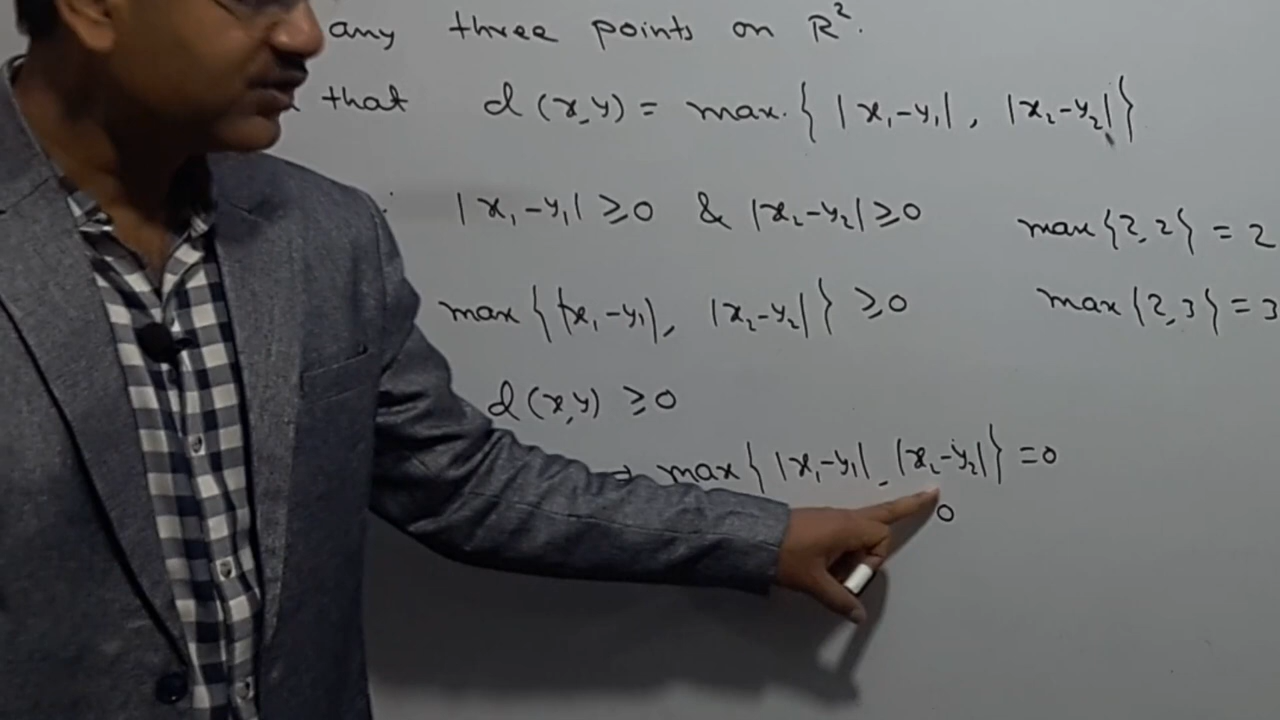 any three points on R².
that d(x,y) = max. { |x₁-y₁|, |x₂-y₂| }
|x₁-y₁| ≥0 & |x₂-y₂| ≥0
max{2,2} = 2
max { |x₁-y₁|, |x₂-y₂| } ≥0
max{2,3} = 3
d(x,y) ≥0
max { |x₁-y₁|, |x₂-y₂| } =0
0